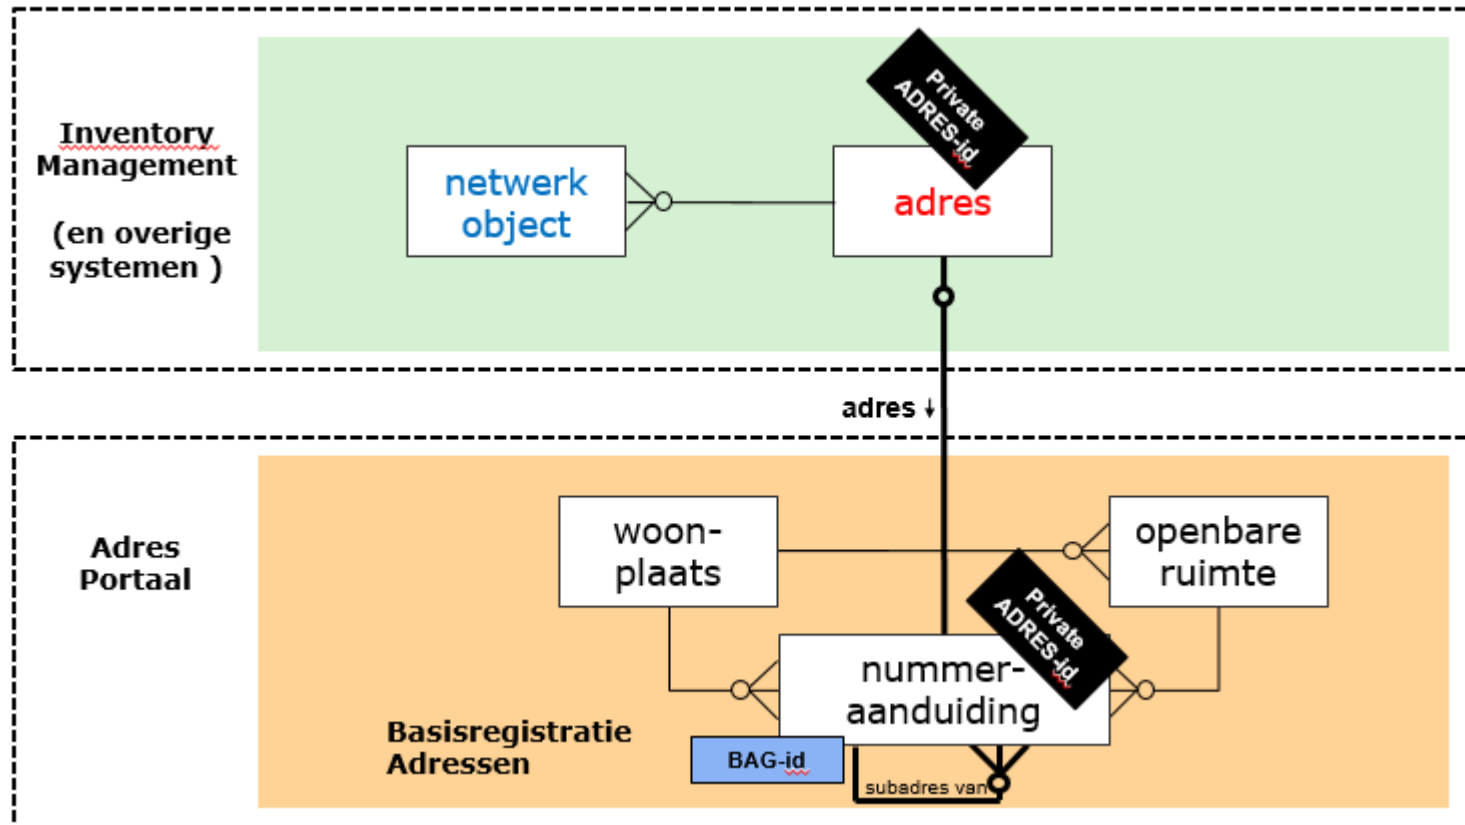 Inventory
Management
(en overige
systemen )
Private
ADRES-id
netwerk
object
adres
adres ↓
Adres
Portaal
woon-
plaats
openbare
ruimte
Private
ADRES-id
nummer-
aanduiding
Basisregistratie
Adressen
BAG-id
subadres van